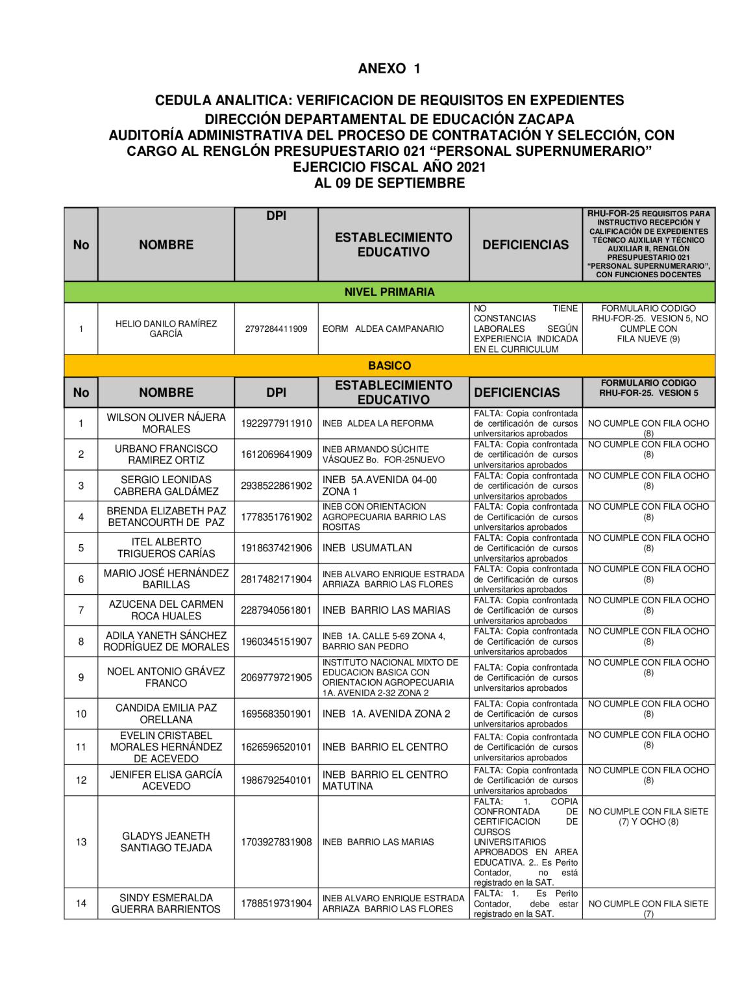 ANEXO 1
CEDULA ANALITICA: VERIFICACION DE REQUISITOS EN EXPEDIENTES
DIRECCIÓN DEPARTAMENTAL DE EDUCACIÓN ZACAPA
AUDITORÍA ADMINISTRATIVA DEL PROCESO DE CONTRATACIÓN Y SELECCIÓN, CON
CARGO AL RENGLÓN PRESUPUESTARIO 021 “PERSONAL SUPERNUMERARIO”
EJERCICIO FISCAL AÑO 2021
AL 09 DE SEPTIEMBRE
No
NOMBRE
DPI
ESTABLECIMIENTO
EDUCATIVO
DEFICIENCIAS
RHU-FOR-25 REQUISITOS PARA
INSTRUCTIVO RECEPCIÓN Y
CALIFICACIÓN DE EXPEDIENTES
TÉCNICO AUXILIAR Y TÉCNICO
AUXILIAR II, RENGLÓN
PRESUPUESTARIO 021
“PERSONAL SUPERNUMERARIO”,
CON FUNCIONES DOCENTES
NIVEL PRIMARIA
1
HELIO DANILO RAMÍREZ
GARCÍA
2797284411909
EORM ALDEA CAMPANARIO
NO TIENE
CONSTANCIAS
LABORALES SEGÚN
EXPERIENCIA INDICADA
EN EL CURRICULUM
FORMULARIO CODIGO
RHU-FOR-25. VESION 5, NO
CUMPLE CON
FILA NUEVE (9)
BASICO
No
NOMBRE
DPI
ESTABLECIMIENTO
EDUCATIVO
DEFICIENCIAS
FORMULARIO CODIGO
RHU-FOR-25. VESION 5
1
WILSON OLIVER NÁJERA
MORALES
1922977911910
INEB ALDEA LA REFORMA
FALTA: Copia confrontada
de certificación de cursos
universitarios aprobados
NO CUMPLE CON FILA OCHO
(8)
2
URBANO FRANCISCO
RAMIREZ ORTIZ
1612069641909
INEB ARMANDO SÚCHITE
VÁSQUEZ Bo. FOR-25NUEVO
FALTA: Copia confrontada
de certificación de cursos
universitarios aprobados
NO CUMPLE CON FILA OCHO
(8)
3
SERGIO LEONIDAS
CABRERA GALDÁMEZ
2938522861902
INEB 5A.AVENIDA 04-00
ZONA 1
FALTA: Copia confrontada
de certificación de cursos
universitarios aprobados
NO CUMPLE CON FILA OCHO
(8)
4
BRENDA ELIZABETH PAZ
BETANCOURTH DE PAZ
1778351761902
INEB CON ORIENTACION
AGROPECUARIA BARRIO LAS
ROSITAS
FALTA: Copia confrontada
de Certificación de cursos
universitarios aprobados
NO CUMPLE CON FILA OCHO
(8)
5
ITEL ALBERTO
TRIGUEROS CARÍAS
1918637421906
INEB USUMATLAN
FALTA: Copia confrontada
de Certificación de cursos
universitarios aprobados
NO CUMPLE CON FILA OCHO
(8)
6
MARIO JOSÉ HERNÁNDEZ
BARILLAS
2817482171904
INEB ALVARO ENRIQUE ESTRADA
ARRIAZA BARRIO LAS FLORES
FALTA: Copia confrontada
de Certificación de cursos
universitarios aprobados
NO CUMPLE CON FILA OCHO
(8)
7
AZUCENA DEL CARMEN
ROCA HUALES
2287940561801
INEB BARRIO LAS MARIAS
FALTA: Copia confrontada
de Certificación de cursos
universitarios aprobados
NO CUMPLE CON FILA OCHO
(8)
8
ADILA YANETH SÁNCHEZ
RODRÍGUEZ DE MORALES
1960345151907
INEB 1A. CALLE 5-69 ZONA 4,
BARRIO SAN PEDRO
FALTA: Copia confrontada
de Certificación de cursos
universitarios aprobados
NO CUMPLE CON FILA OCHO
(8)
9
NOEL ANTONIO GRÁVEZ
FRANCO
2069779721905
INSTITUTO NACIONAL MIXTO DE
EDUCACION BASICA CON
ORIENTACION AGROPECUARIA
1A. AVENIDA 2-32 ZONA 2
FALTA: Copia confrontada
de Certificación de cursos
universitarios aprobados
NO CUMPLE CON FILA OCHO
(8)
10
CANDIDA EMILIA PAZ
ORELLANA
1695683501901
INEB 1A. AVENIDA ZONA 2
FALTA: Copia confrontada
de Certificación de cursos
universitarios aprobados
NO CUMPLE CON FILA OCHO
(8)
11
EVELIN CRISTABEL
MORALES HERNÁNDEZ
DE ACEVEDO
1626596520101
INEB BARRIO EL CENTRO
FALTA: Copia confrontada
de Certificación de cursos
universitarios aprobados
NO CUMPLE CON FILA OCHO
(8)
12
JENIFER ELISA GARCÍA
ACEVEDO
1986792540101
INEB BARRIO EL CENTRO
MATUTINA
FALTA: Copia confrontada
de Certificación de cursos
universitarios aprobados
NO CUMPLE CON FILA OCHO
(8)
13
GLADYS JEANETH
SANTIAGO TEJADA
1703927831908
INEB BARRIO LAS MARIAS
FALTA: 1. COPIA
CONFRONTADA DE
CERTIFICACION DE
CURSOS
UNIVERSITARIOS
APROBADOS EN AREA
EDUCATIVA. 2.. Es Perito
Contador, no está
registrado en la SAT.
NO CUMPLE CON FILA SIETE
(7) Y OCHO (8)
14
SINDY ESMERALDA
GUERRA BARRIENTOS
1788519731904
INEB ALVARO ENRIQUE ESTRADA
ARRIAZA BARRIO LAS FLORES
FALTA: 1. Es Perito
Contador, debe estar
registrado en la SAT.
NO CUMPLE CON FILA SIETE
(7)